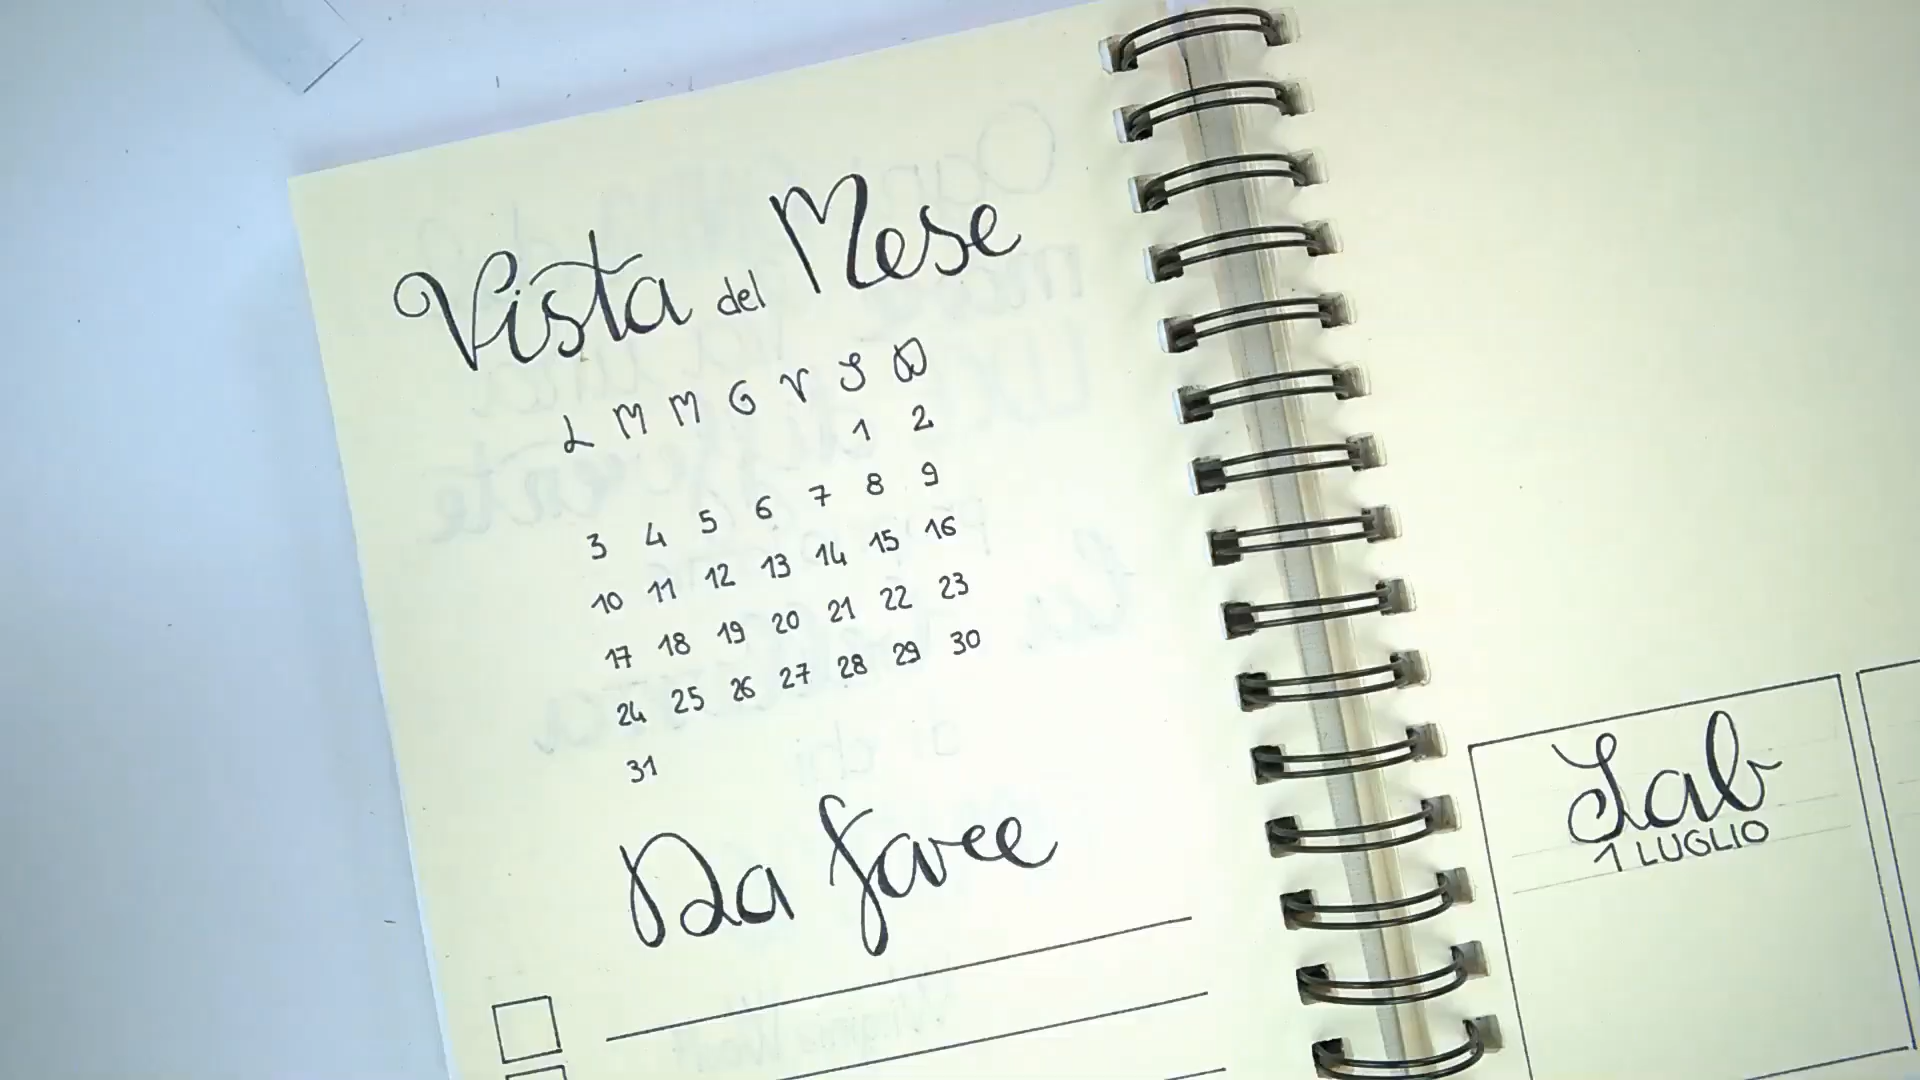 Vista del Mese
L M M G V S D
1 2
3 4 5 6 7 8 9
10 11 12 13 14 15 16
17 18 19 20 21 22 23
24 25 26 27 28 29 30
31
Da fare
Sab
1 LUGLIO